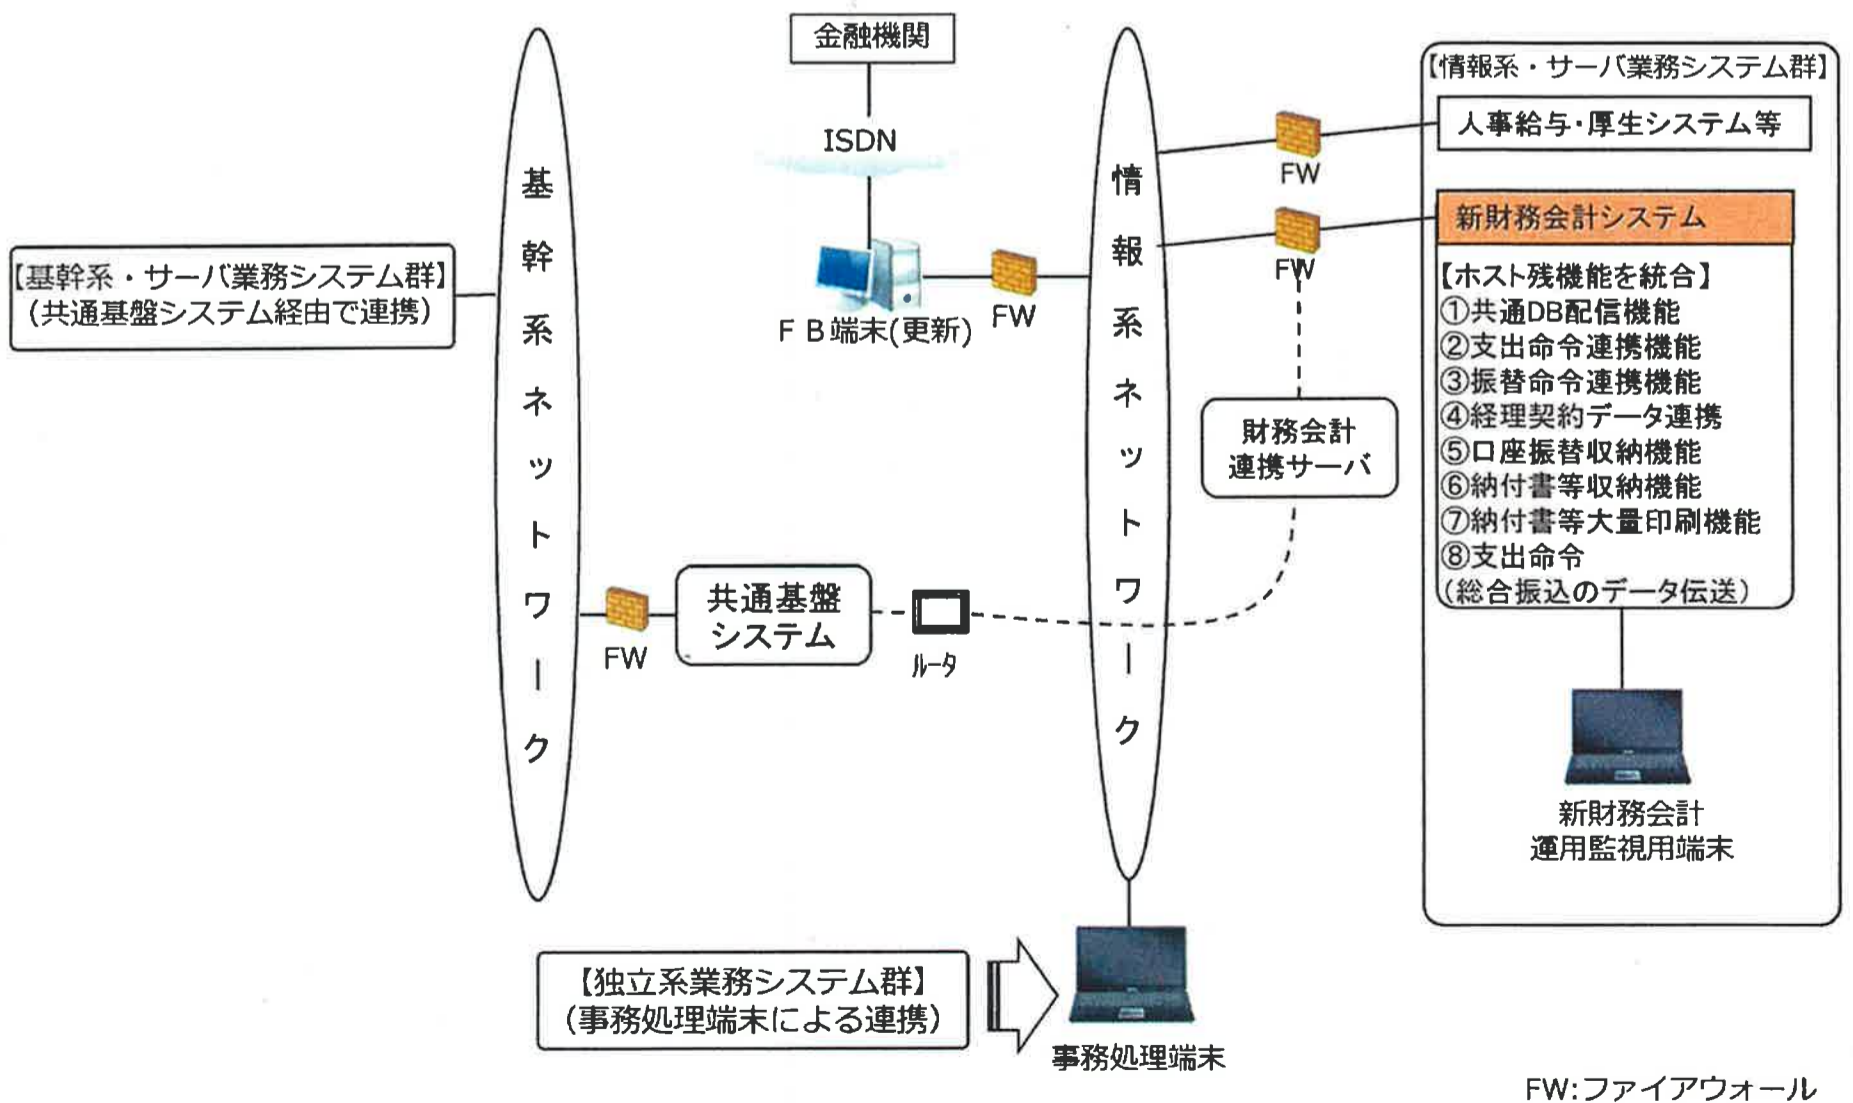 金融機関
ISDN
ＦＢ端末(更新)
FW
基幹系ネットワーク
情報系ネットワーク
【基幹系・サーバ業務システム群】
(共通基盤システム経由で連携)
FW
共通基盤
システム
ルータ
FW
FW
財務会計
連携サーバ
【情報系・サーバ業務システム群】
人事給与・厚生システム等
新財務会計システム
【ホスト残機能を統合】
①共通DB配信機能
②支出命令連携機能
③振替命令連携機能
④経理契約データ連携
⑤口座振替収納機能
⑥納付書等収納機能
⑦納付書等大量印刷機能
⑧支出命令
(総合振込のデータ伝送)
新財務会計
運用監視用端末
【独立系業務システム群】
(事務処理端末による連携)
事務処理端末
FW:ファイアウォール